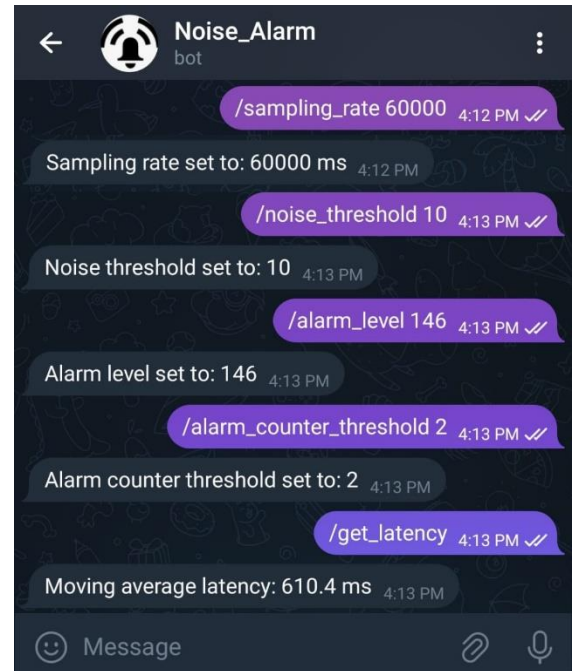 Noise_Alarm
bot
/sampling_rate 60000 4:12 PM
Sampling rate set to: 60000 ms 4:12 PM
/noise_threshold 10 4:13 PM
Noise threshold set to: 10 4:13 PM
/alarm_level 146 4:13 PM
Alarm level set to: 146 4:13 PM
/alarm_counter_threshold 2 4:13 PM
Alarm counter threshold set to: 2 4:13 PM
/get_latency 4:13 PM
Moving average latency: 610.4 ms 4:13 PM
Message